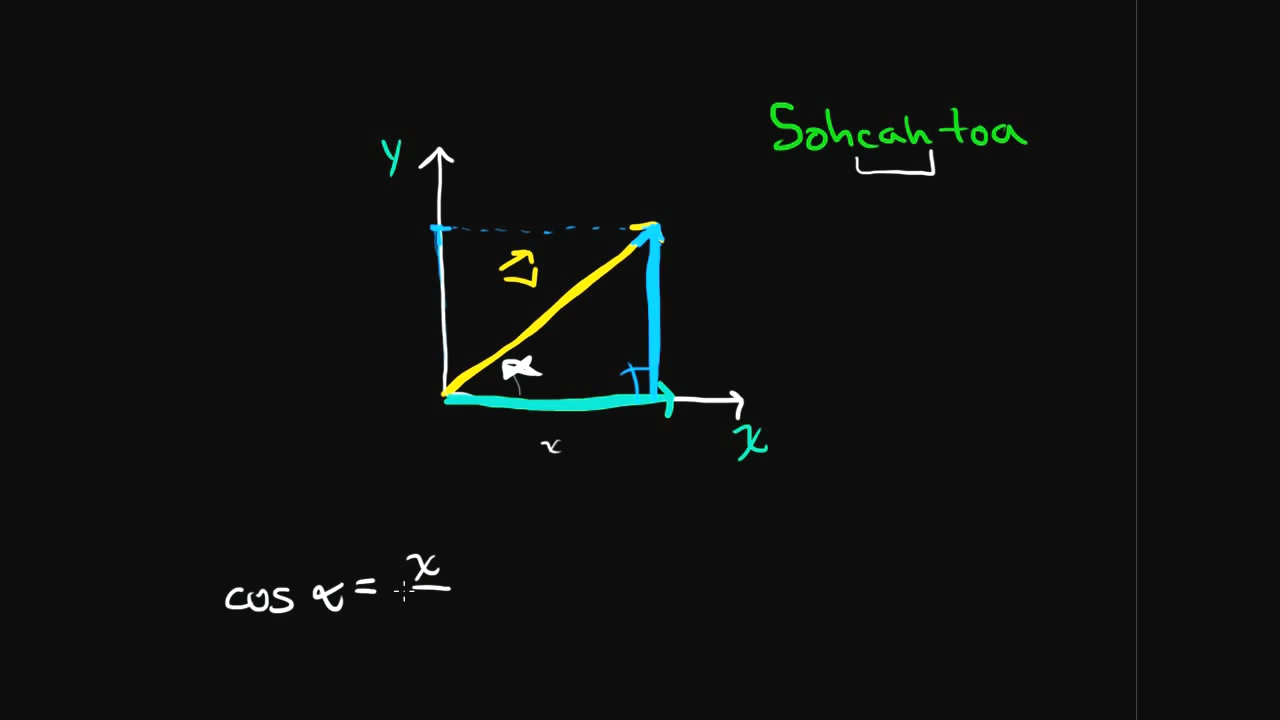 Sohcahtoa
y
α
x
x
cos α = x